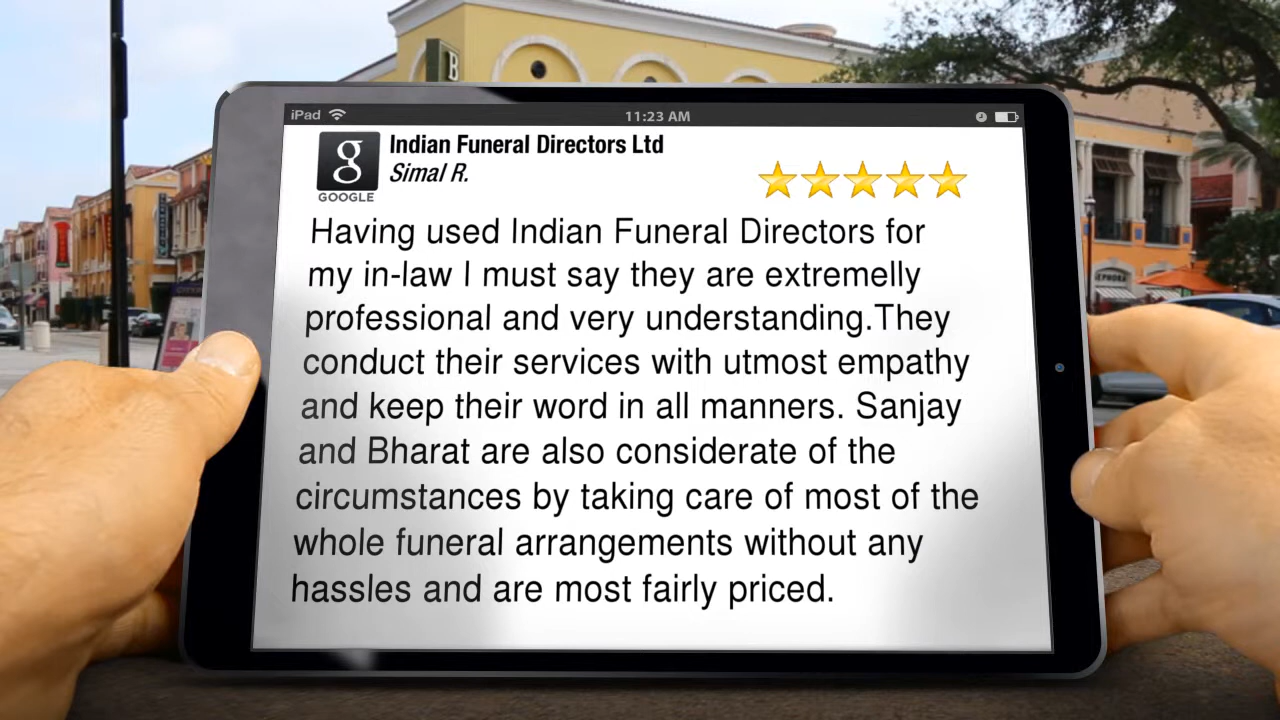 B
iPad
11:23 AM
g
GOOGLE
Indian Funeral Directors Ltd
Simal R.
Having used Indian Funeral Directors for
my in-law I must say they are extremelly
professional and very understanding.They
conduct their services with utmost empathy
and keep their word in all manners. Sanjay
and Bharat are also considerate of the
circumstances by taking care of most of the
whole funeral arrangements without any
hassles and are most fairly priced.
SEPHORA